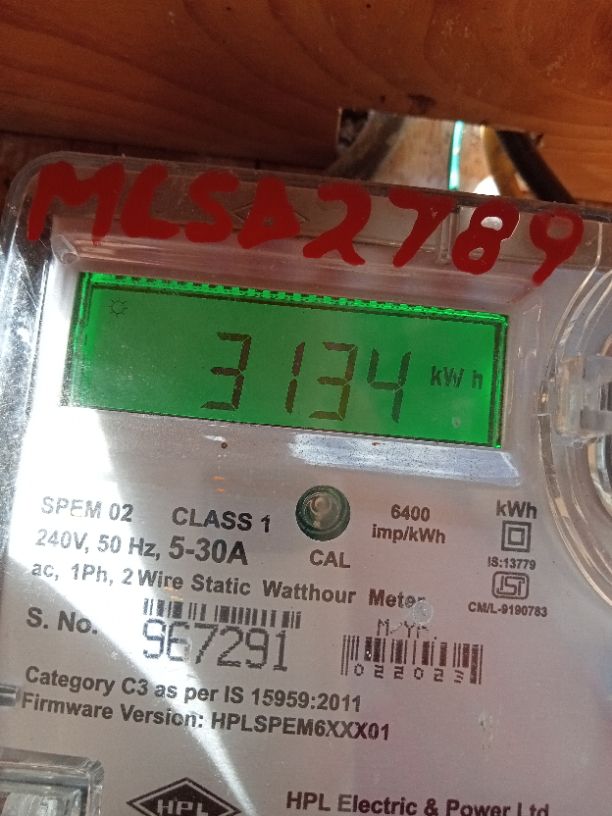 MCSD2789
3134 kWh
SPEM 02 CLASS 1 6400 imp/kWh kWh
240V, 50 Hz, 5-30A CAL IS:13779
ac, 1Ph, 2 Wire Static Watthour Meter CM/L-9190783
S. No. 967291 M/YR. 022023
Category C3 as per IS 15959:2011
Firmware Version: HPLSPEM6XXX01
HPL HPL Electric & Power Ltd